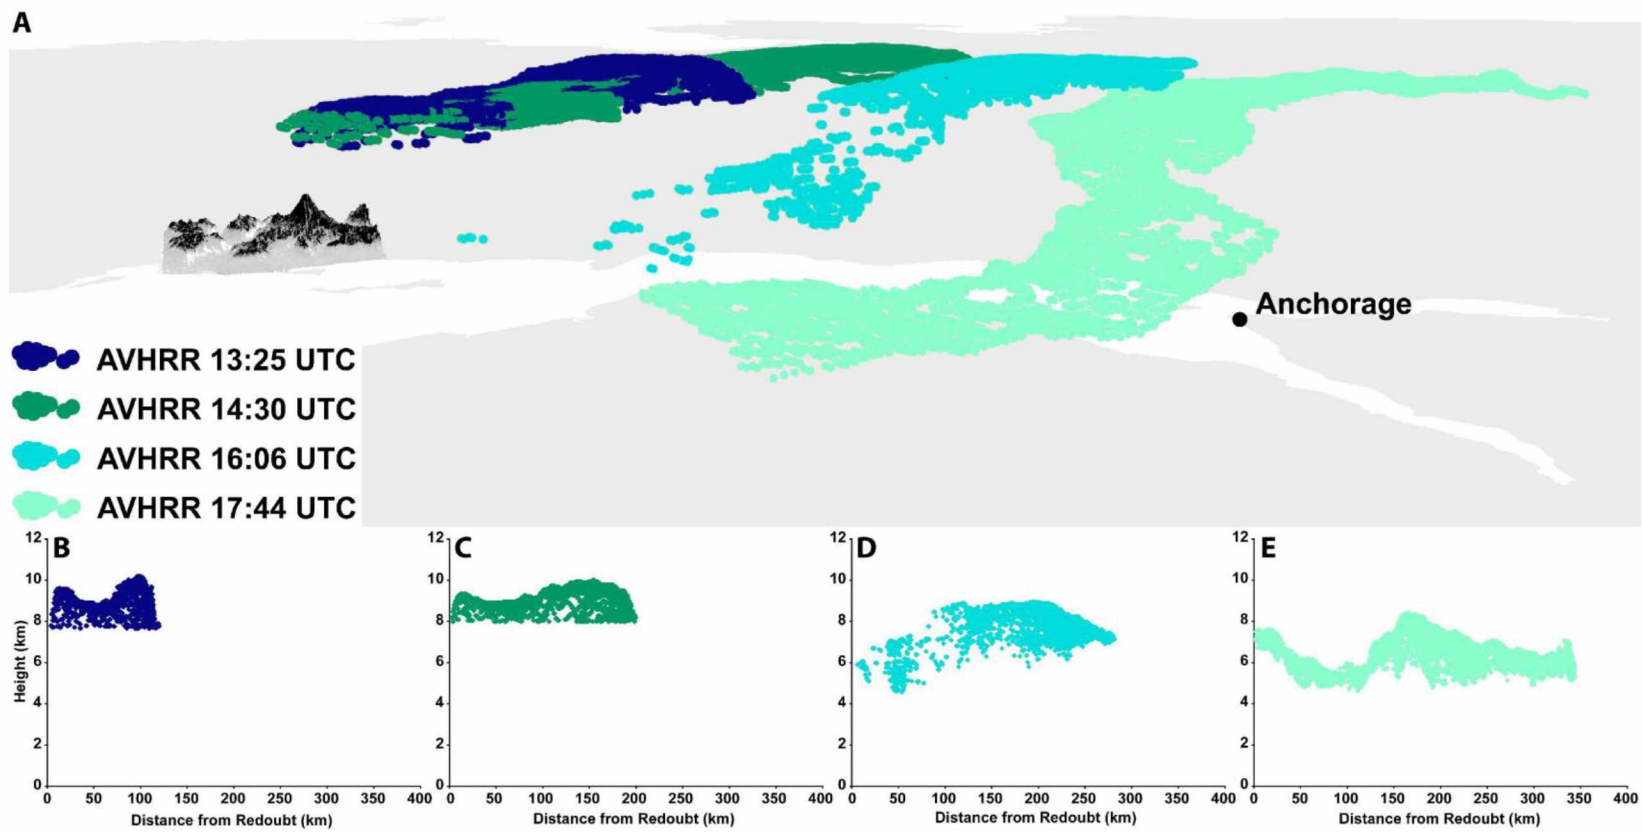 A
Anchorage
AVHRR 13:25 UTC
AVHRR 14:30 UTC
AVHRR 16:06 UTC
AVHRR 17:44 UTC
B
12
10
8
6
4
2
0
Height (km)
0 50 100 150 200 250 300 350 400
Distance from Redoubt (km)
C
12
10
8
6
4
2
0
0 50 100 150 200 250 300 350 400
Distance from Redoubt (km)
D
12
10
8
6
4
2
0
0 50 100 150 200 250 300 350 400
Distance from Redoubt (km)
E
12
10
8
6
4
2
0
0 50 100 150 200 250 300 350 400
Distance from Redoubt (km)